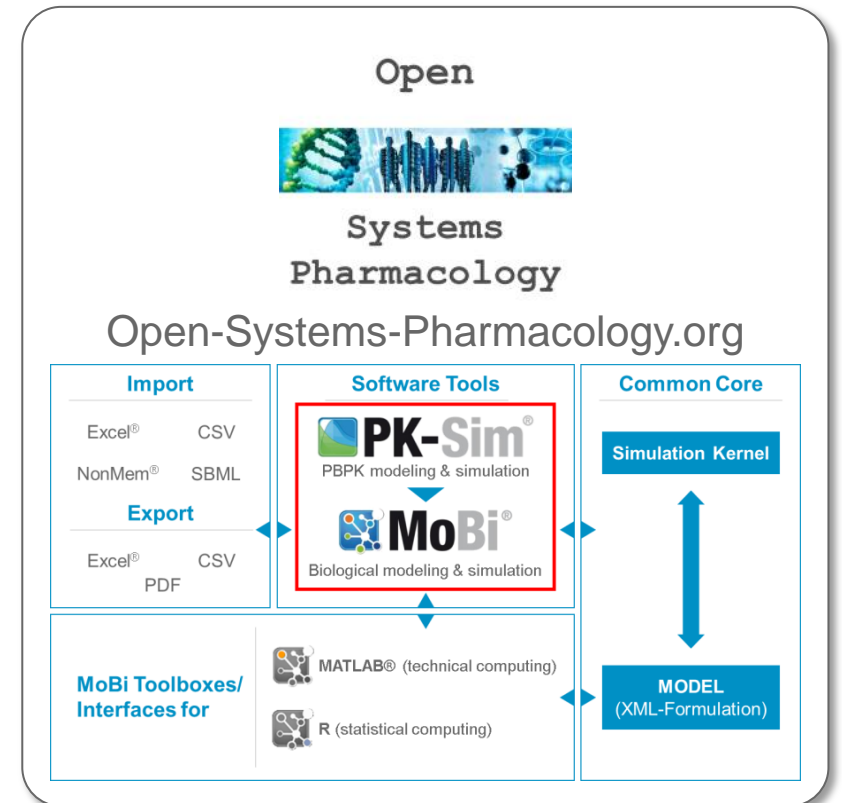 Open
Systems
Pharmacology
Open-Systems-Pharmacology.org
Import
Excel® CSV
NonMem® SBML
Export
Excel® CSV
PDF
Software Tools
PK-Sim®
PBPK modeling & simulation
MoBi®
Biological modeling & simulation
Common Core
Simulation Kernel
MODEL
(XML-Formulation)
MoBi Toolboxes/
Interfaces for
MATLAB® (technical computing)
R (statistical computing)